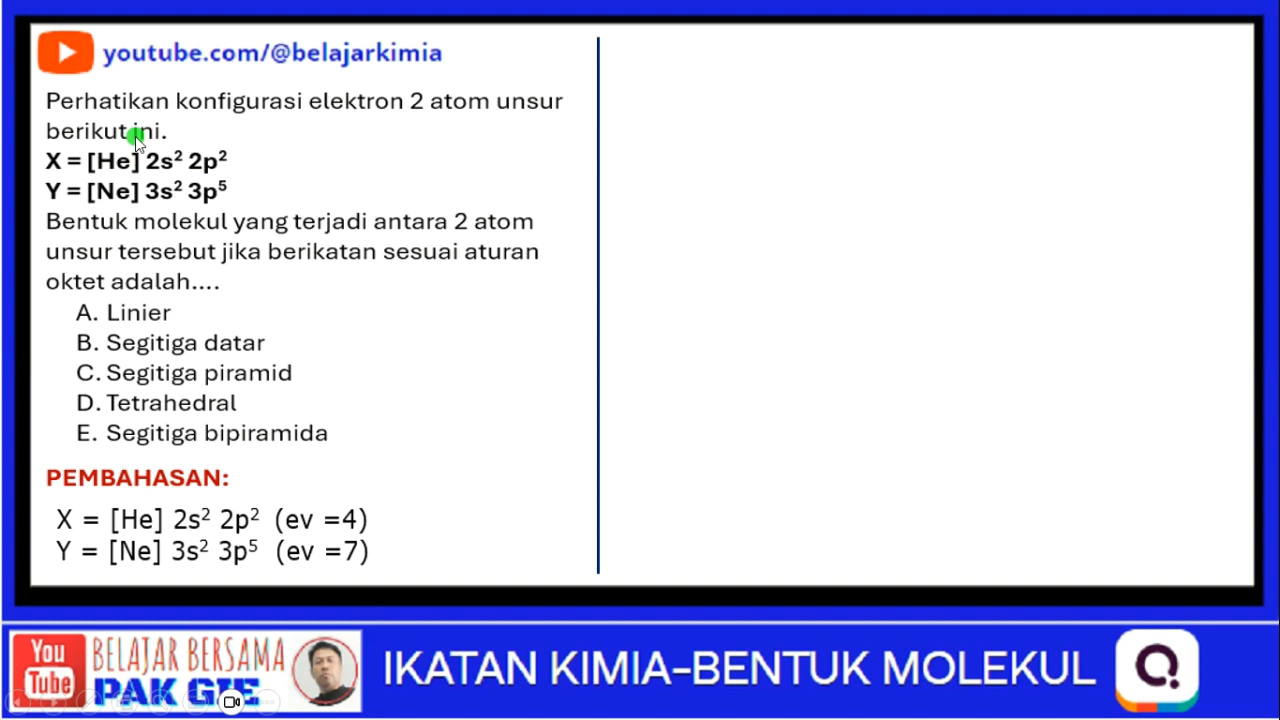 youtube.com/@belajarkimia
Perhatikan konfigurasi elektron 2 atom unsur
berikut ini.
X = [He] 2s² 2p²
Y = [Ne] 3s² 3p⁵
Bentuk molekul yang terjadi antara 2 atom
unsur tersebut jika berikatan sesuai aturan
oktet adalah....
A. Linier
B. Segitiga datar
C. Segitiga piramid
D. Tetrahedral
E. Segitiga bipiramida
PEMBAHASAN:
X = [He] 2s² 2p² (ev =4)
Y = [Ne] 3s² 3p⁵ (ev =7)
You
Tube
BELAJAR BERSAMA
PAK GIE
IKATAN KIMIA–BENTUK MOLEKUL